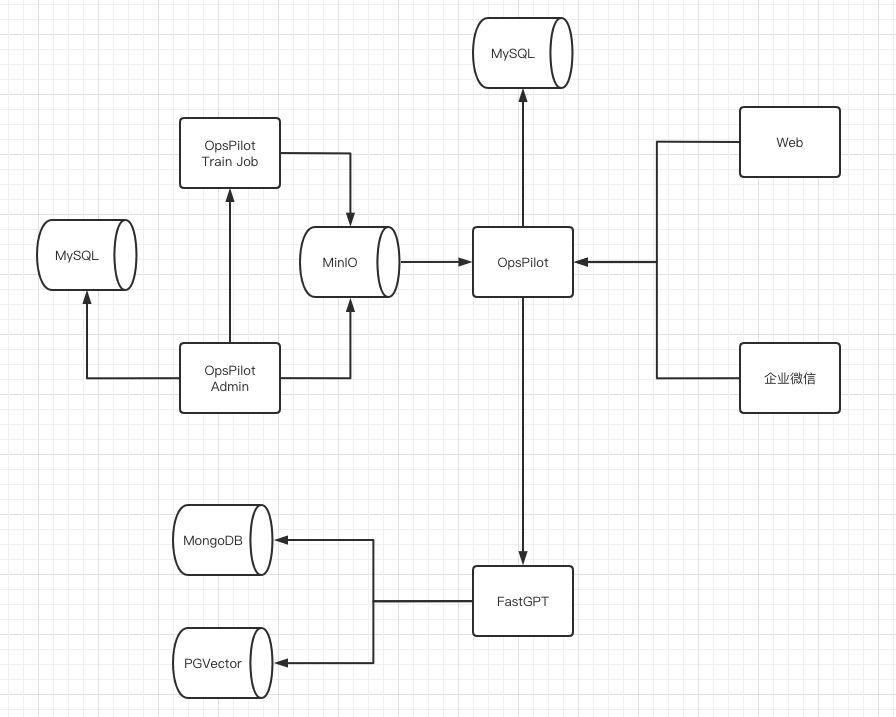 MySQL
OpsPilot
Train Job
Web
MySQL
MinIO
OpsPilot
OpsPilot
Admin
企业微信
MongoDB
FastGPT
PGVector